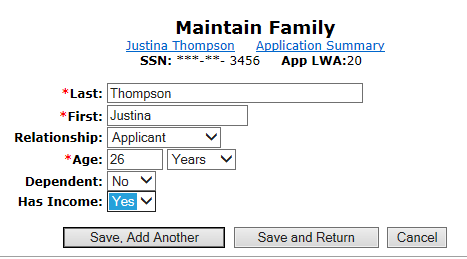 Maintain Family
Justina Thompson Application Summary
SSN: ***-**- 3456 App LWA:20
*Last: Thompson
*First: Justina
Relationship: Applicant
*Age: 26 Years
Dependent: No
Has Income: Yes
Save, Add Another Save and Return Cancel